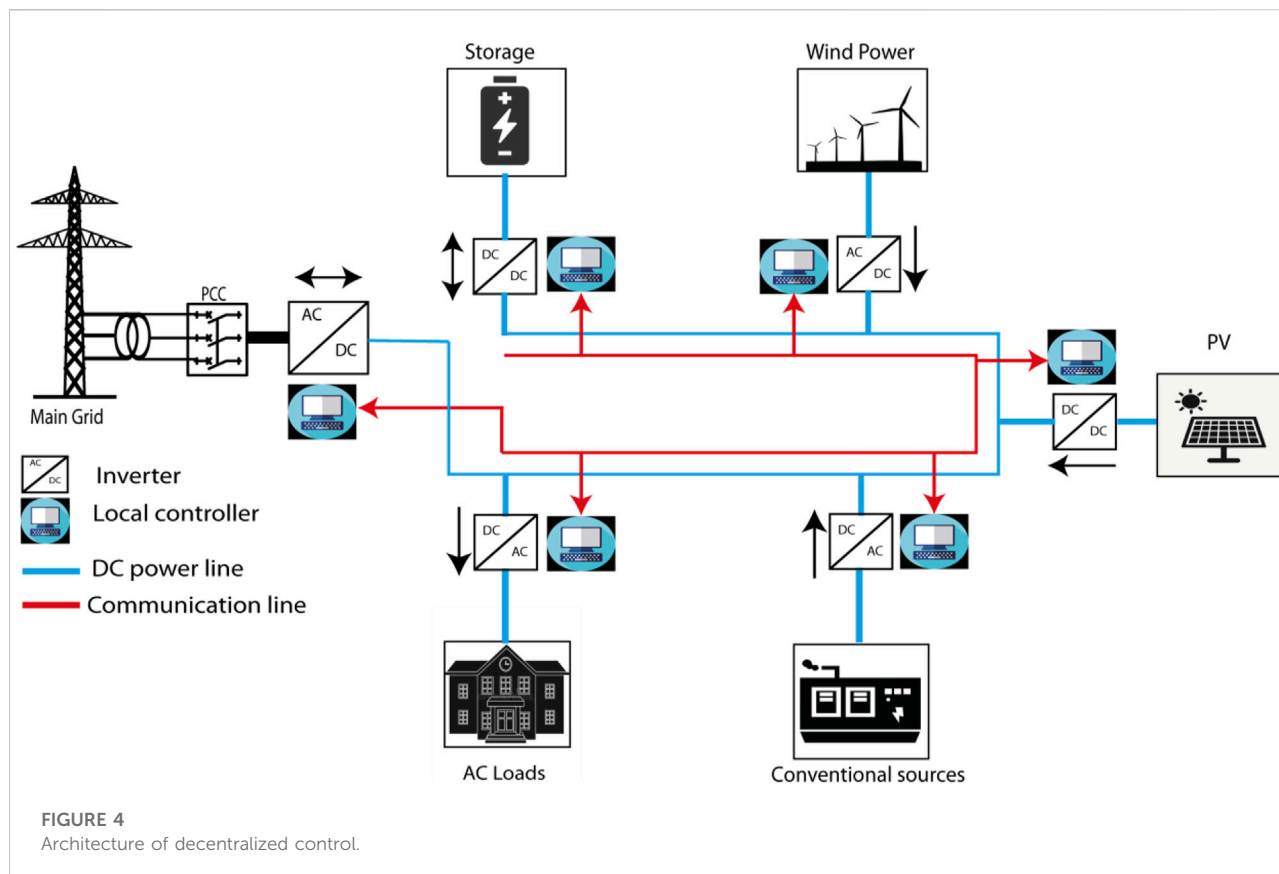 Storage
Wind Power
DC
DC
AC
DC
PCC
AC
DC
PV
Main Grid
DC
DC
AC
DC
Inverter
Local controller
DC
AC
DC
AC
DC power line
Communication line
AC Loads
Conventional sources
FIGURE 4
Architecture of decentralized control.